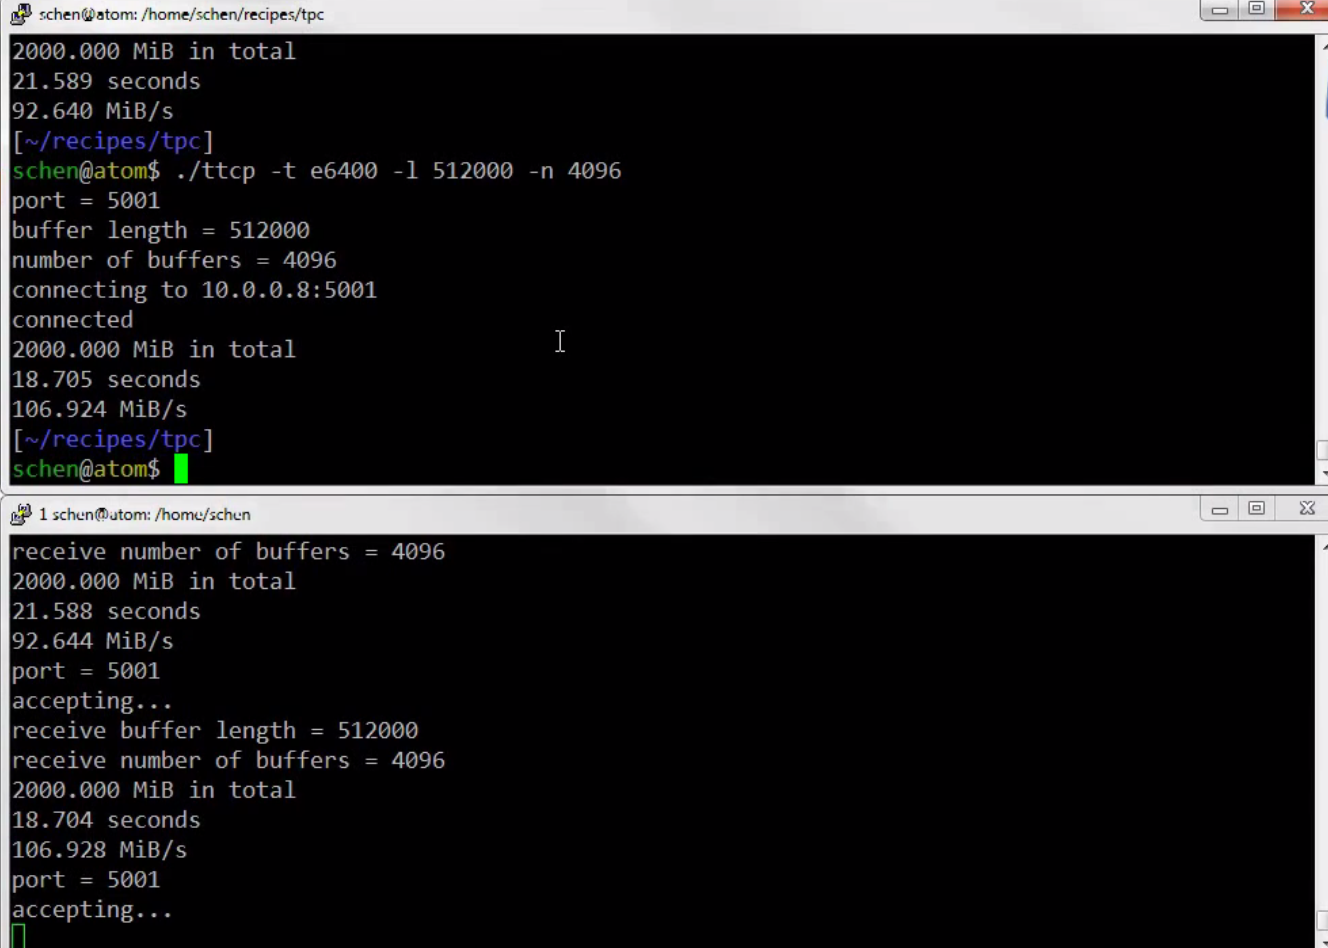 schen@atom: /home/schen/recipes/tpc
2000.000 MiB in total
21.589 seconds
92.640 MiB/s
[~/recipes/tpc]
schen@atom$ ./ttcp -t e6400 -l 512000 -n 4096
port = 5001
buffer length = 512000
number of buffers = 4096
connecting to 10.0.0.8:5001
connected
2000.000 MiB in total
18.705 seconds
106.924 MiB/s
[~/recipes/tpc]
schen@atom$
1 schen@atom: /home/schen
receive number of buffers = 4096
2000.000 MiB in total
21.588 seconds
92.644 MiB/s
port = 5001
accepting...
receive buffer length = 512000
receive number of buffers = 4096
2000.000 MiB in total
18.704 seconds
106.928 MiB/s
port = 5001
accepting...